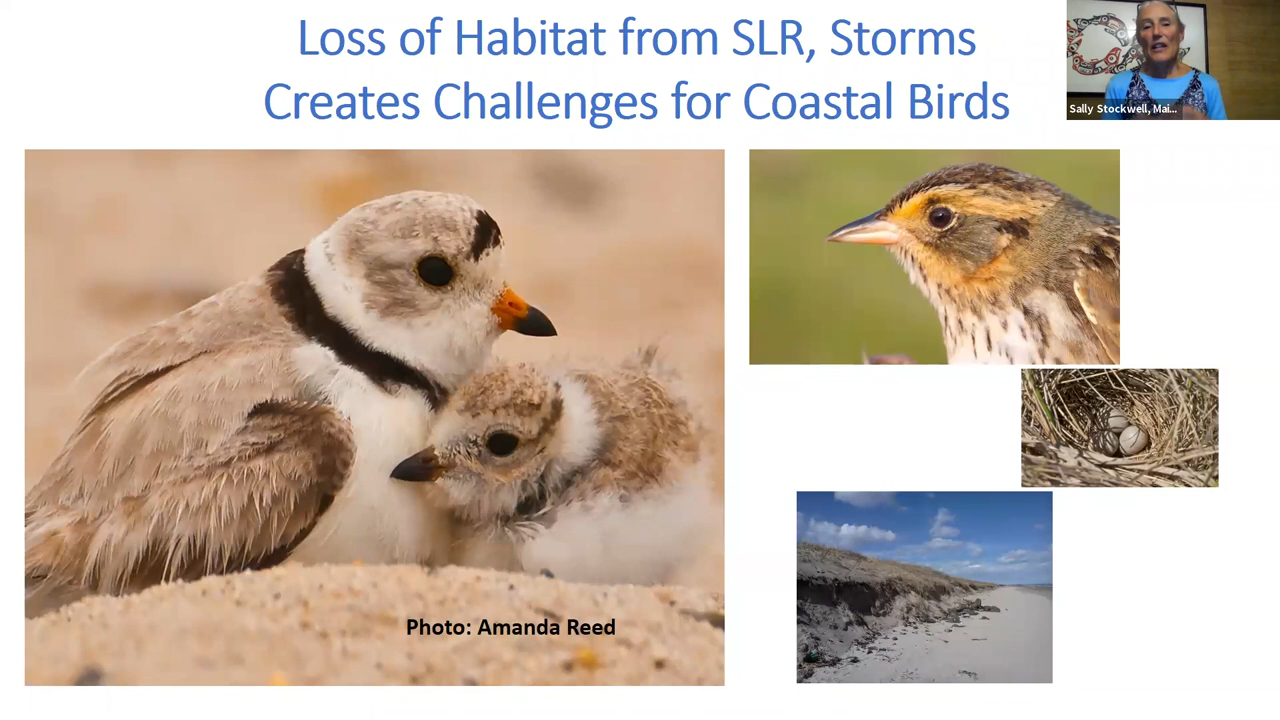 Loss of Habitat from SLR, Storms
Creates Challenges for Coastal Birds
Sally Stockwell, Mai...
Photo: Amanda Reed